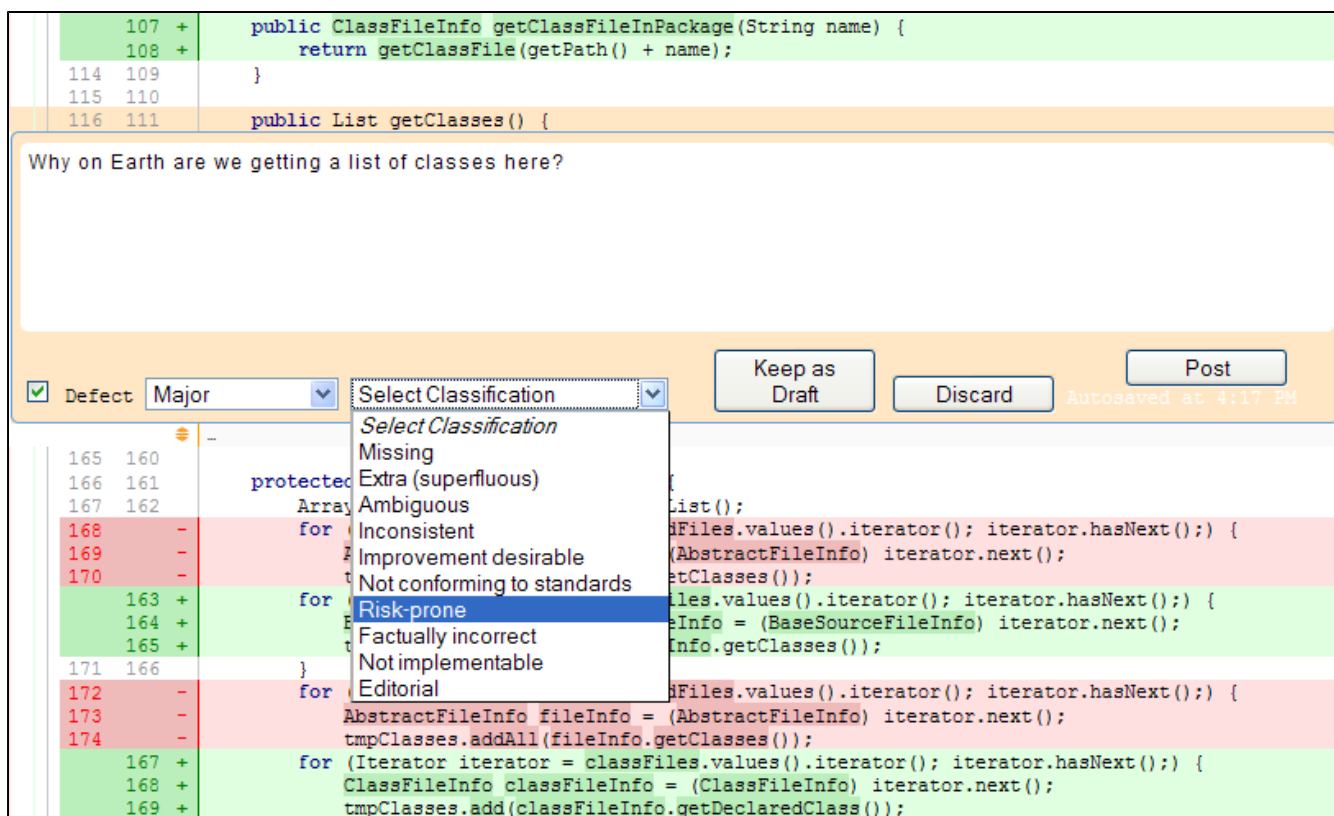 107 + public ClassFileInfo getClassFileInPackage(String name) {
108 + return getClassFile(getPath() + name);
114 109 }
115 110
116 111 public List getClasses() {
Why on Earth are we getting a list of classes here?
Defect Major Select Classification Keep as Draft Discard Post
Autosaved at 4:17 PM
Select Classification
...
Missing
165 160
Extra (superfluous)
166 161 protected {
Ambiguous
167 162 Array List();
Inconsistent
168 - for ( dFiles.values().iterator(); iterator.hasNext();) {
Improvement desirable
169 - (AbstractFileInfo) iterator.next();
Not conforming to standards
170 - t etClasses());
Risk-prone
163 + for ( iles.values().iterator(); iterator.hasNext();) {
Factually incorrect
164 + eInfo = (BaseSourceFileInfo) iterator.next();
Not implementable
165 + t nfo.getClasses());
Editorial
171 166 }
172 - for ( dFiles.values().iterator(); iterator.hasNext();) {
173 - AbstractFileInfo fileInfo = (AbstractFileInfo) iterator.next();
174 - tmpClasses.addAll(fileInfo.getClasses());
167 + for (Iterator iterator = classFiles.values().iterator(); iterator.hasNext();) {
168 + ClassFileInfo classFileInfo = (ClassFileInfo) iterator.next();
169 + tmpClasses.add(classFileInfo.getDeclaredClass());